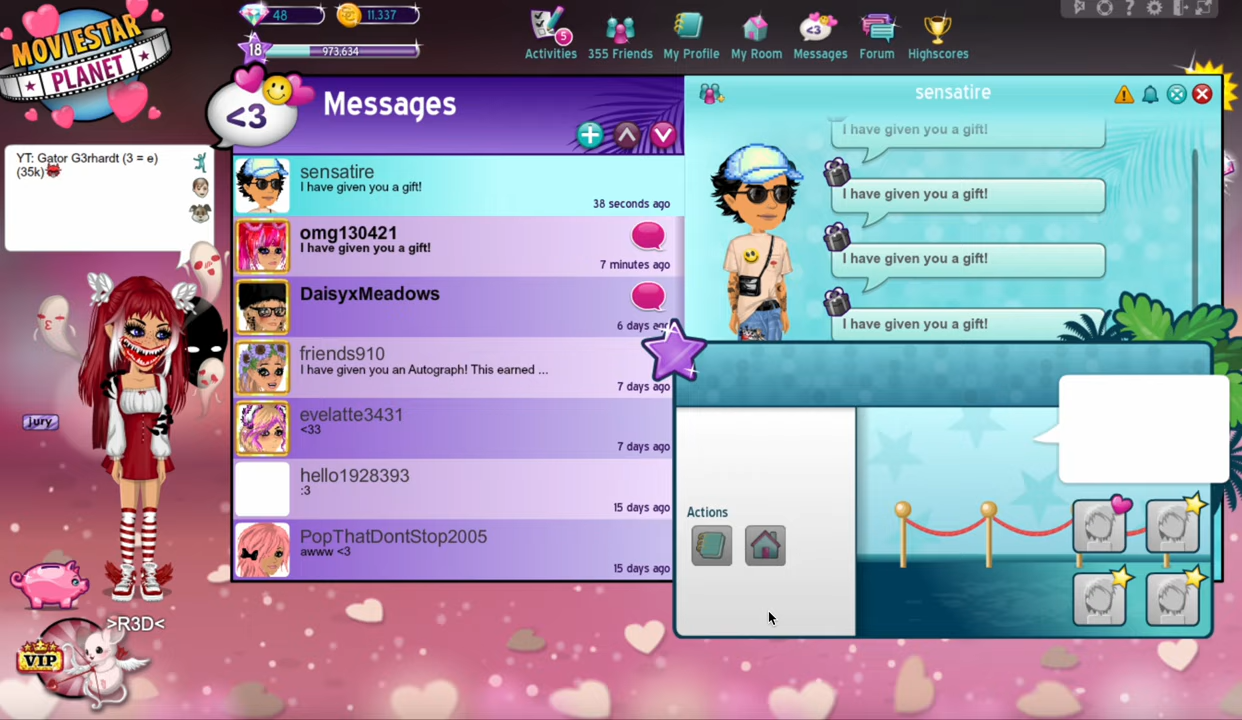 MOVIESTAR
PLANET
48
11.337
18
973,634
5
Activities
355 Friends
My Profile
My Room
<3
Messages
Forum
Highscores
YT: Gator G3rhardt (3 = e)
(35k)
Jury
>R3D<
VIP
<3
Messages
sensatire
I have given you a gift!
38 seconds ago
omg130421
I have given you a gift!
7 minutes ago
DaisyxMeadows
6 days ago
friends910
I have given you an Autograph! This earned ...
7 days ago
evelatte3431
<33
7 days ago
hello1928393
:3
15 days ago
PopThatDontStop2005
awww <3
15 days ago
sensatire
I have given you a gift!
I have given you a gift!
I have given you a gift!
I have given you a gift!
Actions